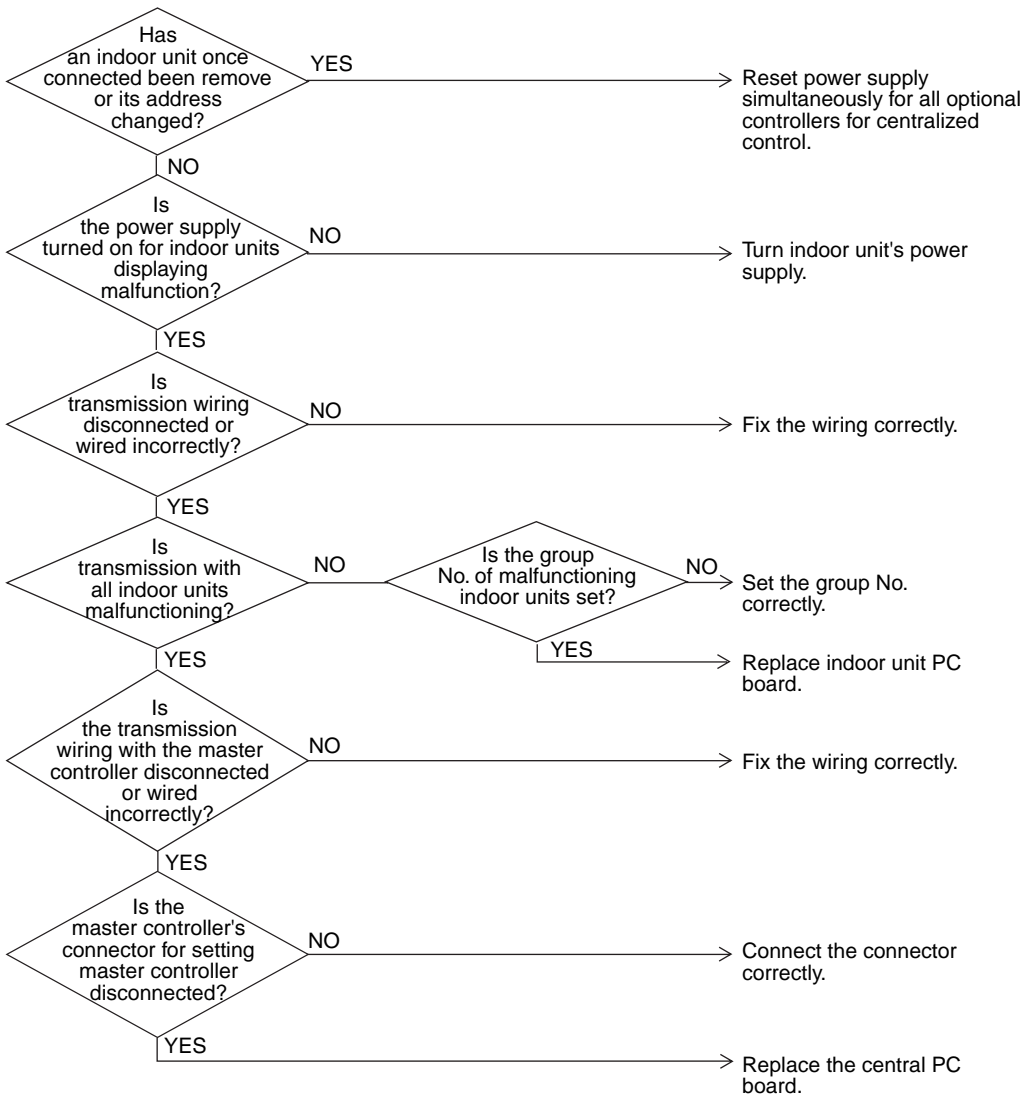 Has
an indoor unit once
connected been remove
or its address
changed?
YES
Reset power supply
simultaneously for all optional
controllers for centralized
control.
NO
Is
the power supply
turned on for indoor units
displaying
malfunction?
NO
Turn indoor unit's power
supply.
YES
Is
transmission wiring
disconnected or
wired incorrectly?
NO
Fix the wiring correctly.
YES
Is
transmission with
all indoor units
malfunctioning?
NO
Is the group
No. of malfunctioning
indoor units set?
NO
Set the group No.
correctly.
YES
Replace indoor unit PC
board.
YES
Is
the transmission
wiring with the master
controller disconnected
or wired
incorrectly?
NO
Fix the wiring correctly.
YES
Is the
master controller's
connector for setting
master controller
disconnected?
NO
Connect the connector
correctly.
YES
Replace the central PC
board.